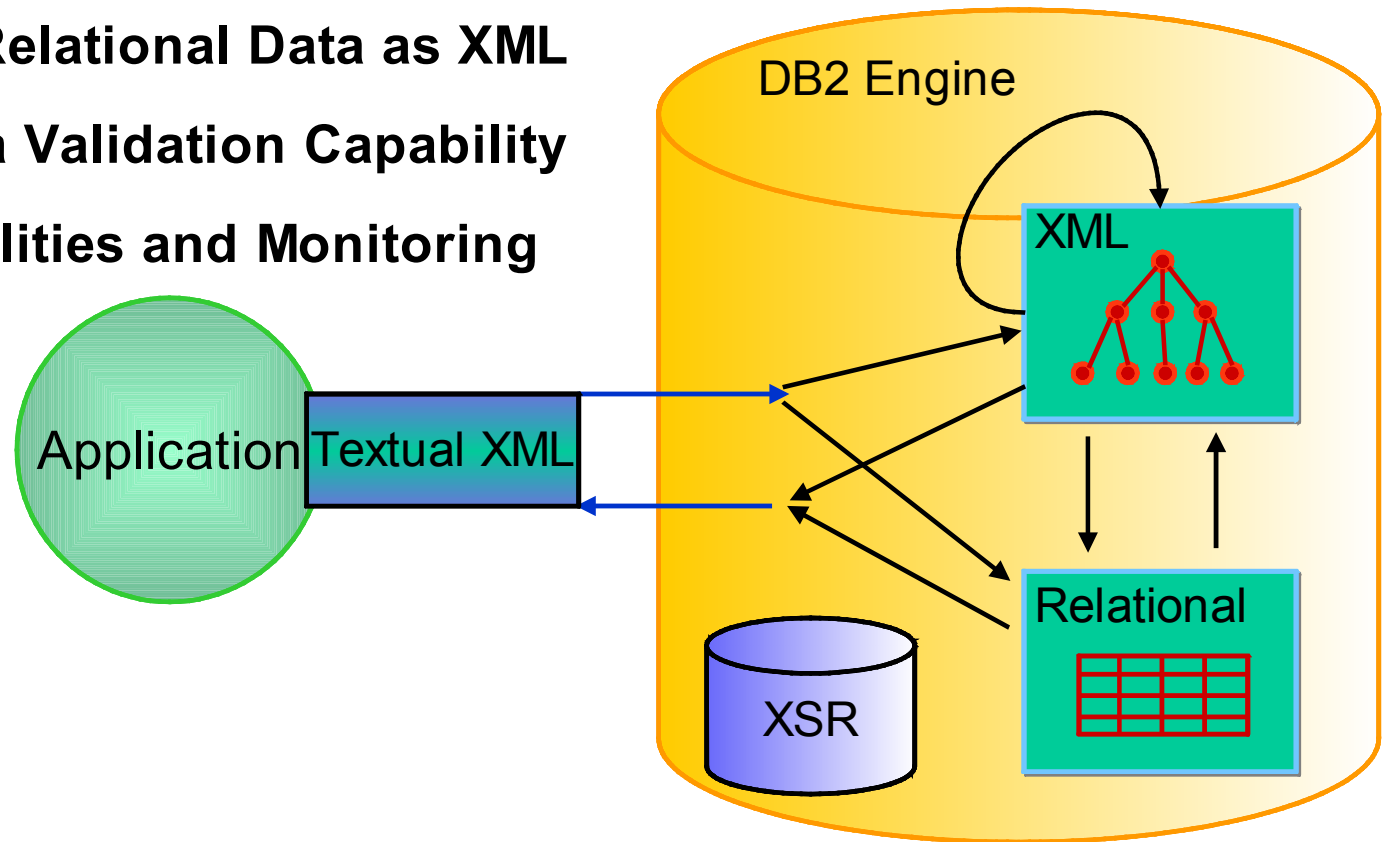 Relational Data as XML
a Validation Capability
lities and Monitoring
DB2 Engine
XML
Application
Textual XML
Relational
XSR